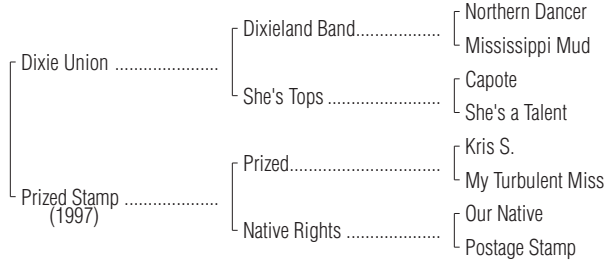 Northern Dancer
Dixieland Band....................
Mississippi Mud
Dixie Union ......................
Capote
She's Tops ........................
She's a Talent
Kris S.
Prized................................
My Turbulent Miss
Prized Stamp ....................
(1997)
Our Native
Native Rights ....................
Postage Stamp